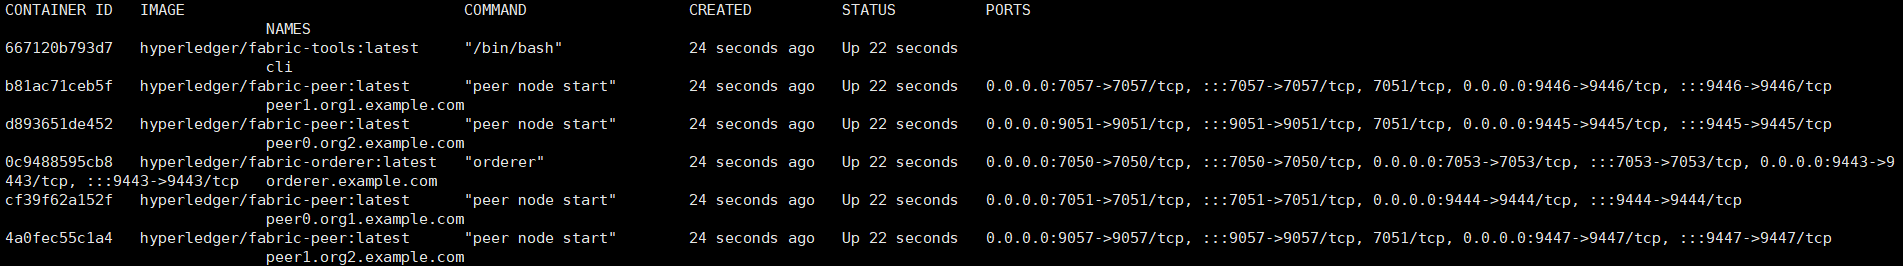 CONTAINER ID   IMAGE                               COMMAND                  CREATED          STATUS          PORTS
                             NAMES
667120b793d7   hyperledger/fabric-tools:latest     "/bin/bash"              24 seconds ago   Up 22 seconds
                             cli
b81ac71ceb5f   hyperledger/fabric-peer:latest      "peer node start"        24 seconds ago   Up 22 seconds   0.0.0.0:7057->7057/tcp, :::7057->7057/tcp, 7051/tcp, 0.0.0.0:9446->9446/tcp, :::9446->9446/tcp
                             peer1.org1.example.com
d893651de452   hyperledger/fabric-peer:latest      "peer node start"        24 seconds ago   Up 22 seconds   0.0.0.0:9051->9051/tcp, :::9051->9051/tcp, 7051/tcp, 0.0.0.0:9445->9445/tcp, :::9445->9445/tcp
                             peer0.org2.example.com
0c9488595cb8   hyperledger/fabric-orderer:latest   "orderer"                24 seconds ago   Up 22 seconds   0.0.0.0:7050->7050/tcp, :::7050->7050/tcp, 0.0.0.0:7053->7053/tcp, :::7053->7053/tcp, 0.0.0.0:9443->9
443/tcp, :::9443->9443/tcp   orderer.example.com
cf39f62a152f   hyperledger/fabric-peer:latest      "peer node start"        24 seconds ago   Up 22 seconds   0.0.0.0:7051->7051/tcp, :::7051->7051/tcp, 0.0.0.0:9444->9444/tcp, :::9444->9444/tcp
                             peer0.org1.example.com
4a0fec55c1a4   hyperledger/fabric-peer:latest      "peer node start"        24 seconds ago   Up 22 seconds   0.0.0.0:9057->9057/tcp, :::9057->9057/tcp, 7051/tcp, 0.0.0.0:9447->9447/tcp, :::9447->9447/tcp
                             peer1.org2.example.com